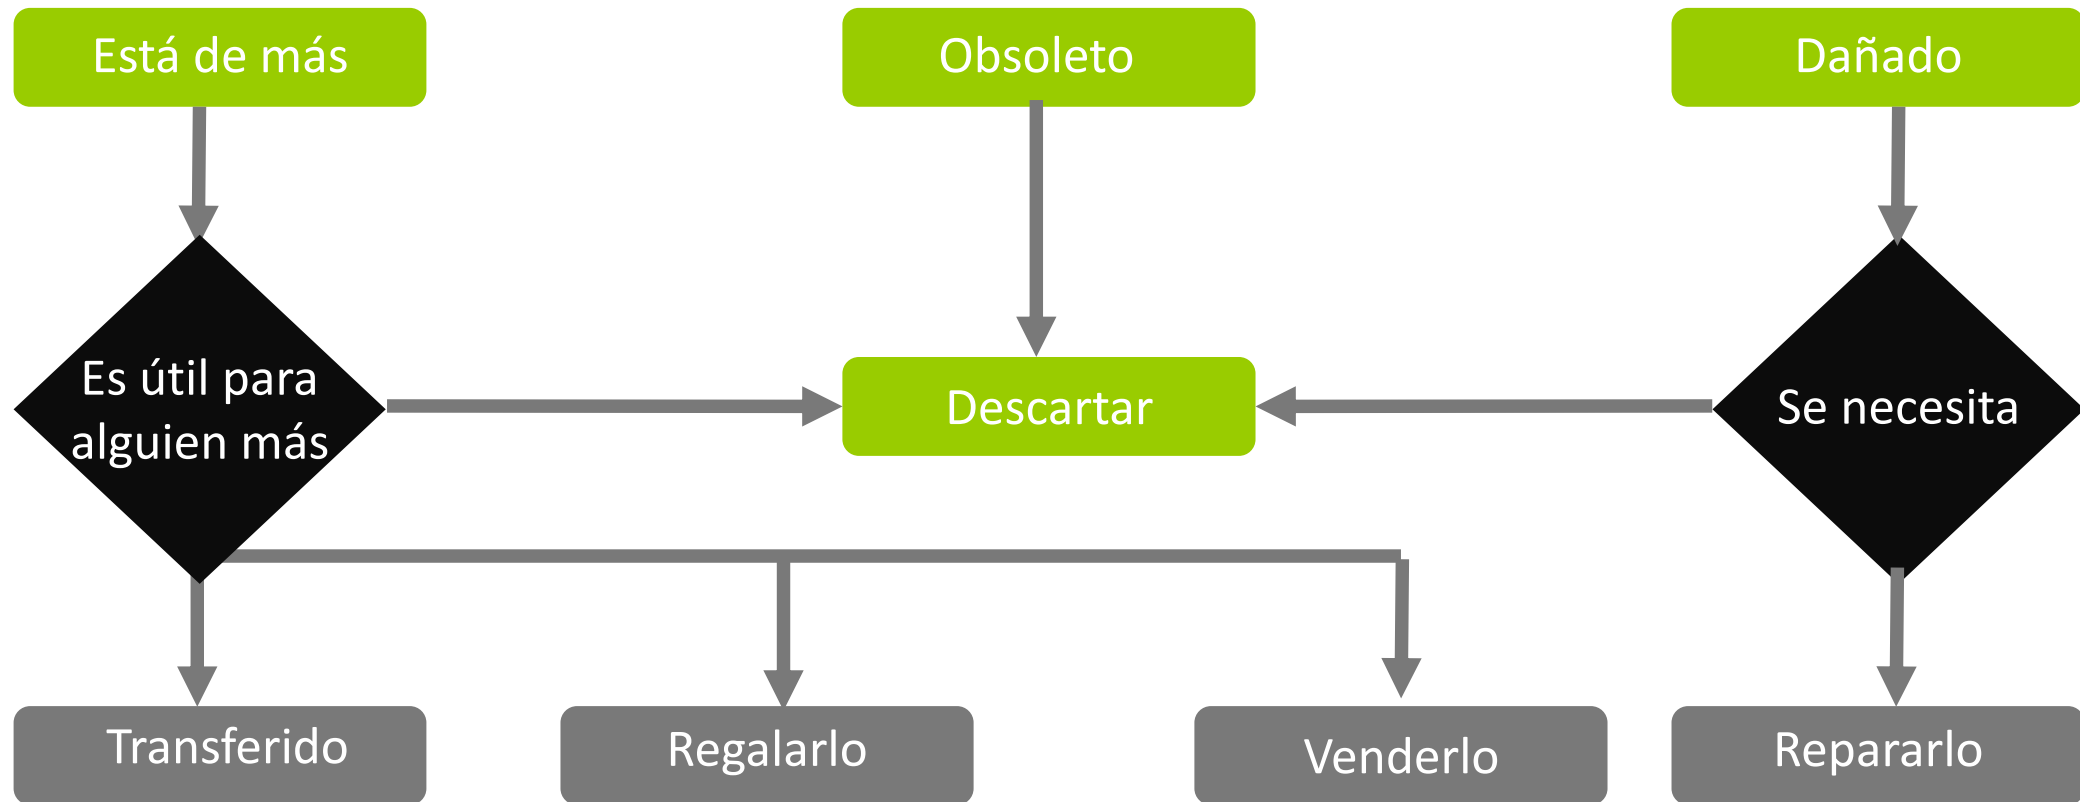 Está de más
Obsoleto
Dañado
Es útil para
alguien más
Descartar
Se necesita
Transferido
Regalarlo
Venderlo
Repararlo